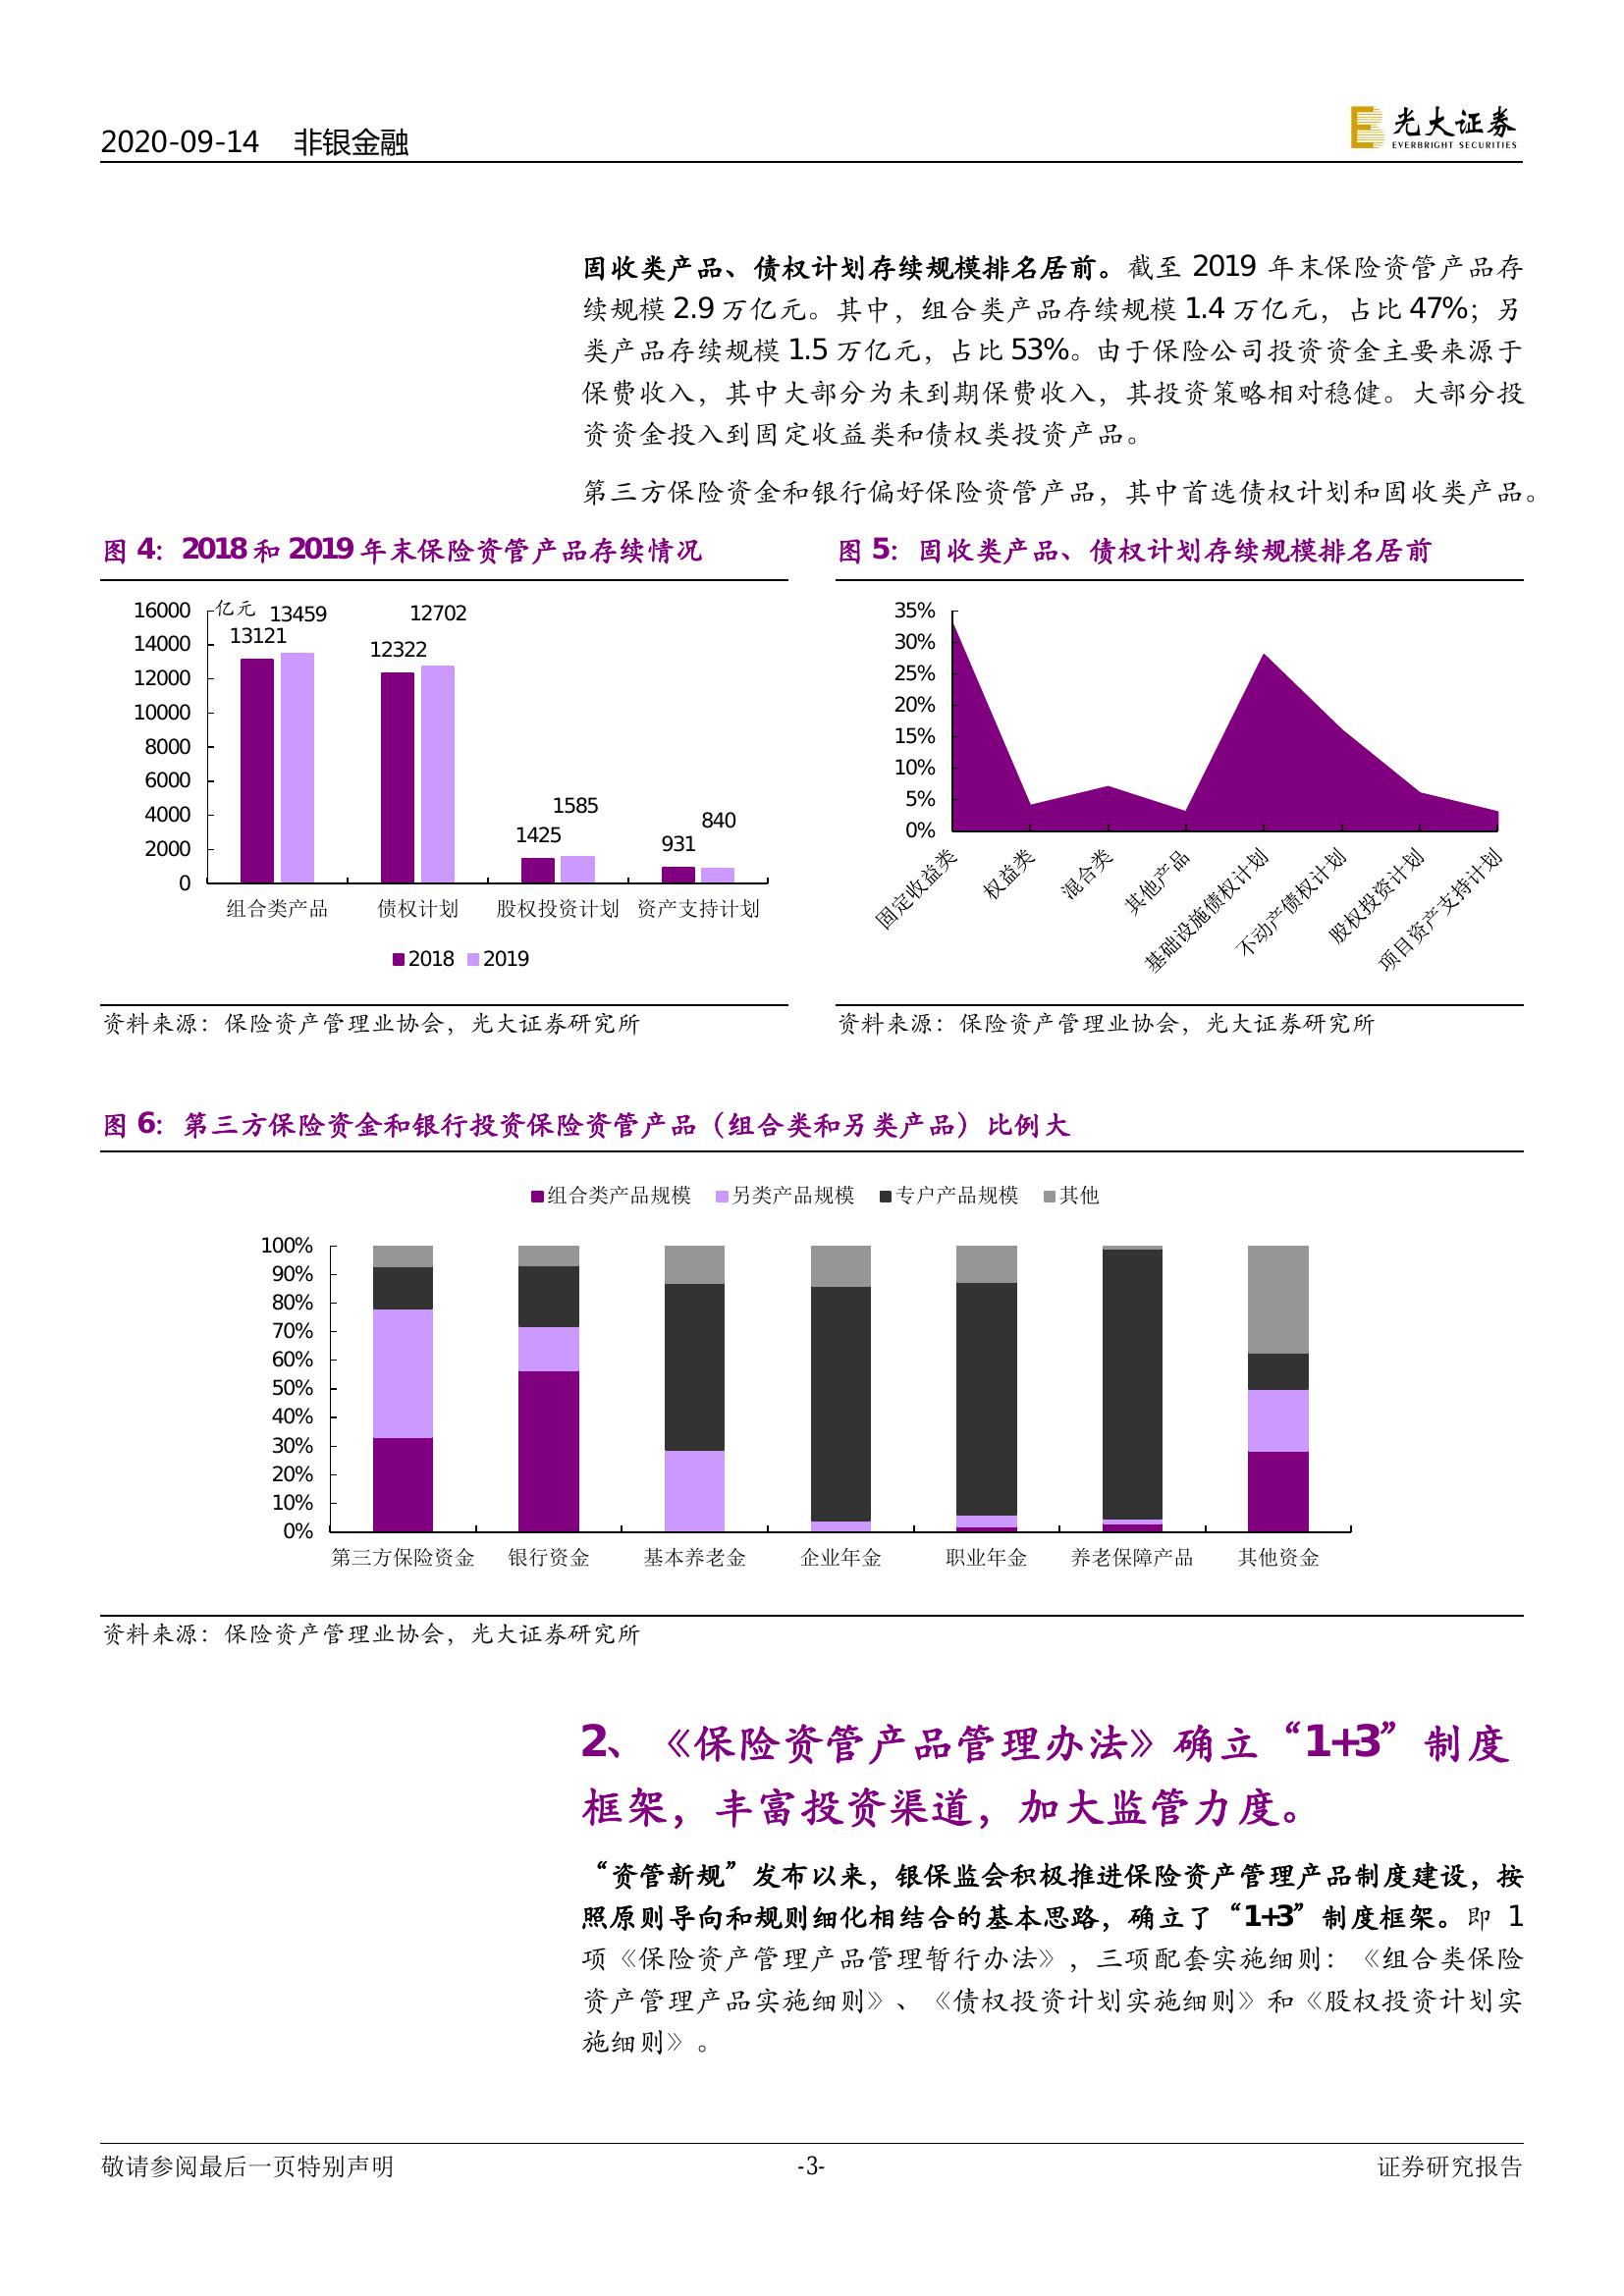 2020-09-14 非银金融
光大证券
EVERBRIGHT SECURITIES
固收类产品、债权计划存续规模排名居前。截至 2019 年末保险资管产品存
续规模 2.9 万亿元。其中，组合类产品存续规模 1.4 万亿元，占比 47%；另
类产品存续规模 1.5 万亿元，占比 53%。由于保险公司投资资金主要来源于
保费收入，其中大部分为未到期保费收入，其投资策略相对稳健。大部分投
资资金投入到固定收益类和债权类投资产品。
第三方保险资金和银行偏好保险资管产品，其中首选债权计划和固收类产品。
图 4：2018 和 2019 年末保险资管产品存续情况
亿元
16000
14000
12000
10000
8000
6000
4000
2000
0
13121
13459
12322
12702
1425
1585
931
840
组合类产品 债权计划 股权投资计划 资产支持计划
2018 2019
资料来源：保险资产管理业协会，光大证券研究所
图 5：固收类产品、债权计划存续规模排名居前
35%
30%
25%
20%
15%
10%
5%
0%
固定收益类
权益类
混合类
其他产品
基础设施债权计划
不动产债权计划
股权投资计划
项目资产支持计划
资料来源：保险资产管理业协会，光大证券研究所
图 6：第三方保险资金和银行投资保险资管产品（组合类和另类产品）比例大
组合类产品规模 另类产品规模 专户产品规模 其他
100%
90%
80%
70%
60%
50%
40%
30%
20%
10%
0%
第三方保险资金 银行资金 基本养老金 企业年金 职业年金 养老保障产品 其他资金
资料来源：保险资产管理业协会，光大证券研究所
2、《保险资管产品管理办法》确立“1+3”制度
框架，丰富投资渠道，加大监管力度。
“资管新规”发布以来，银保监会积极推进保险资产管理产品制度建设，按
照原则导向和规则细化相结合的基本思路，确立了“1+3”制度框架。即 1
项《保险资产管理产品管理暂行办法》，三项配套实施细则：《组合类保险
资产管理产品实施细则》、《债权投资计划实施细则》和《股权投资计划实
施细则》。
敬请参阅最后一页特别声明 -3- 证券研究报告